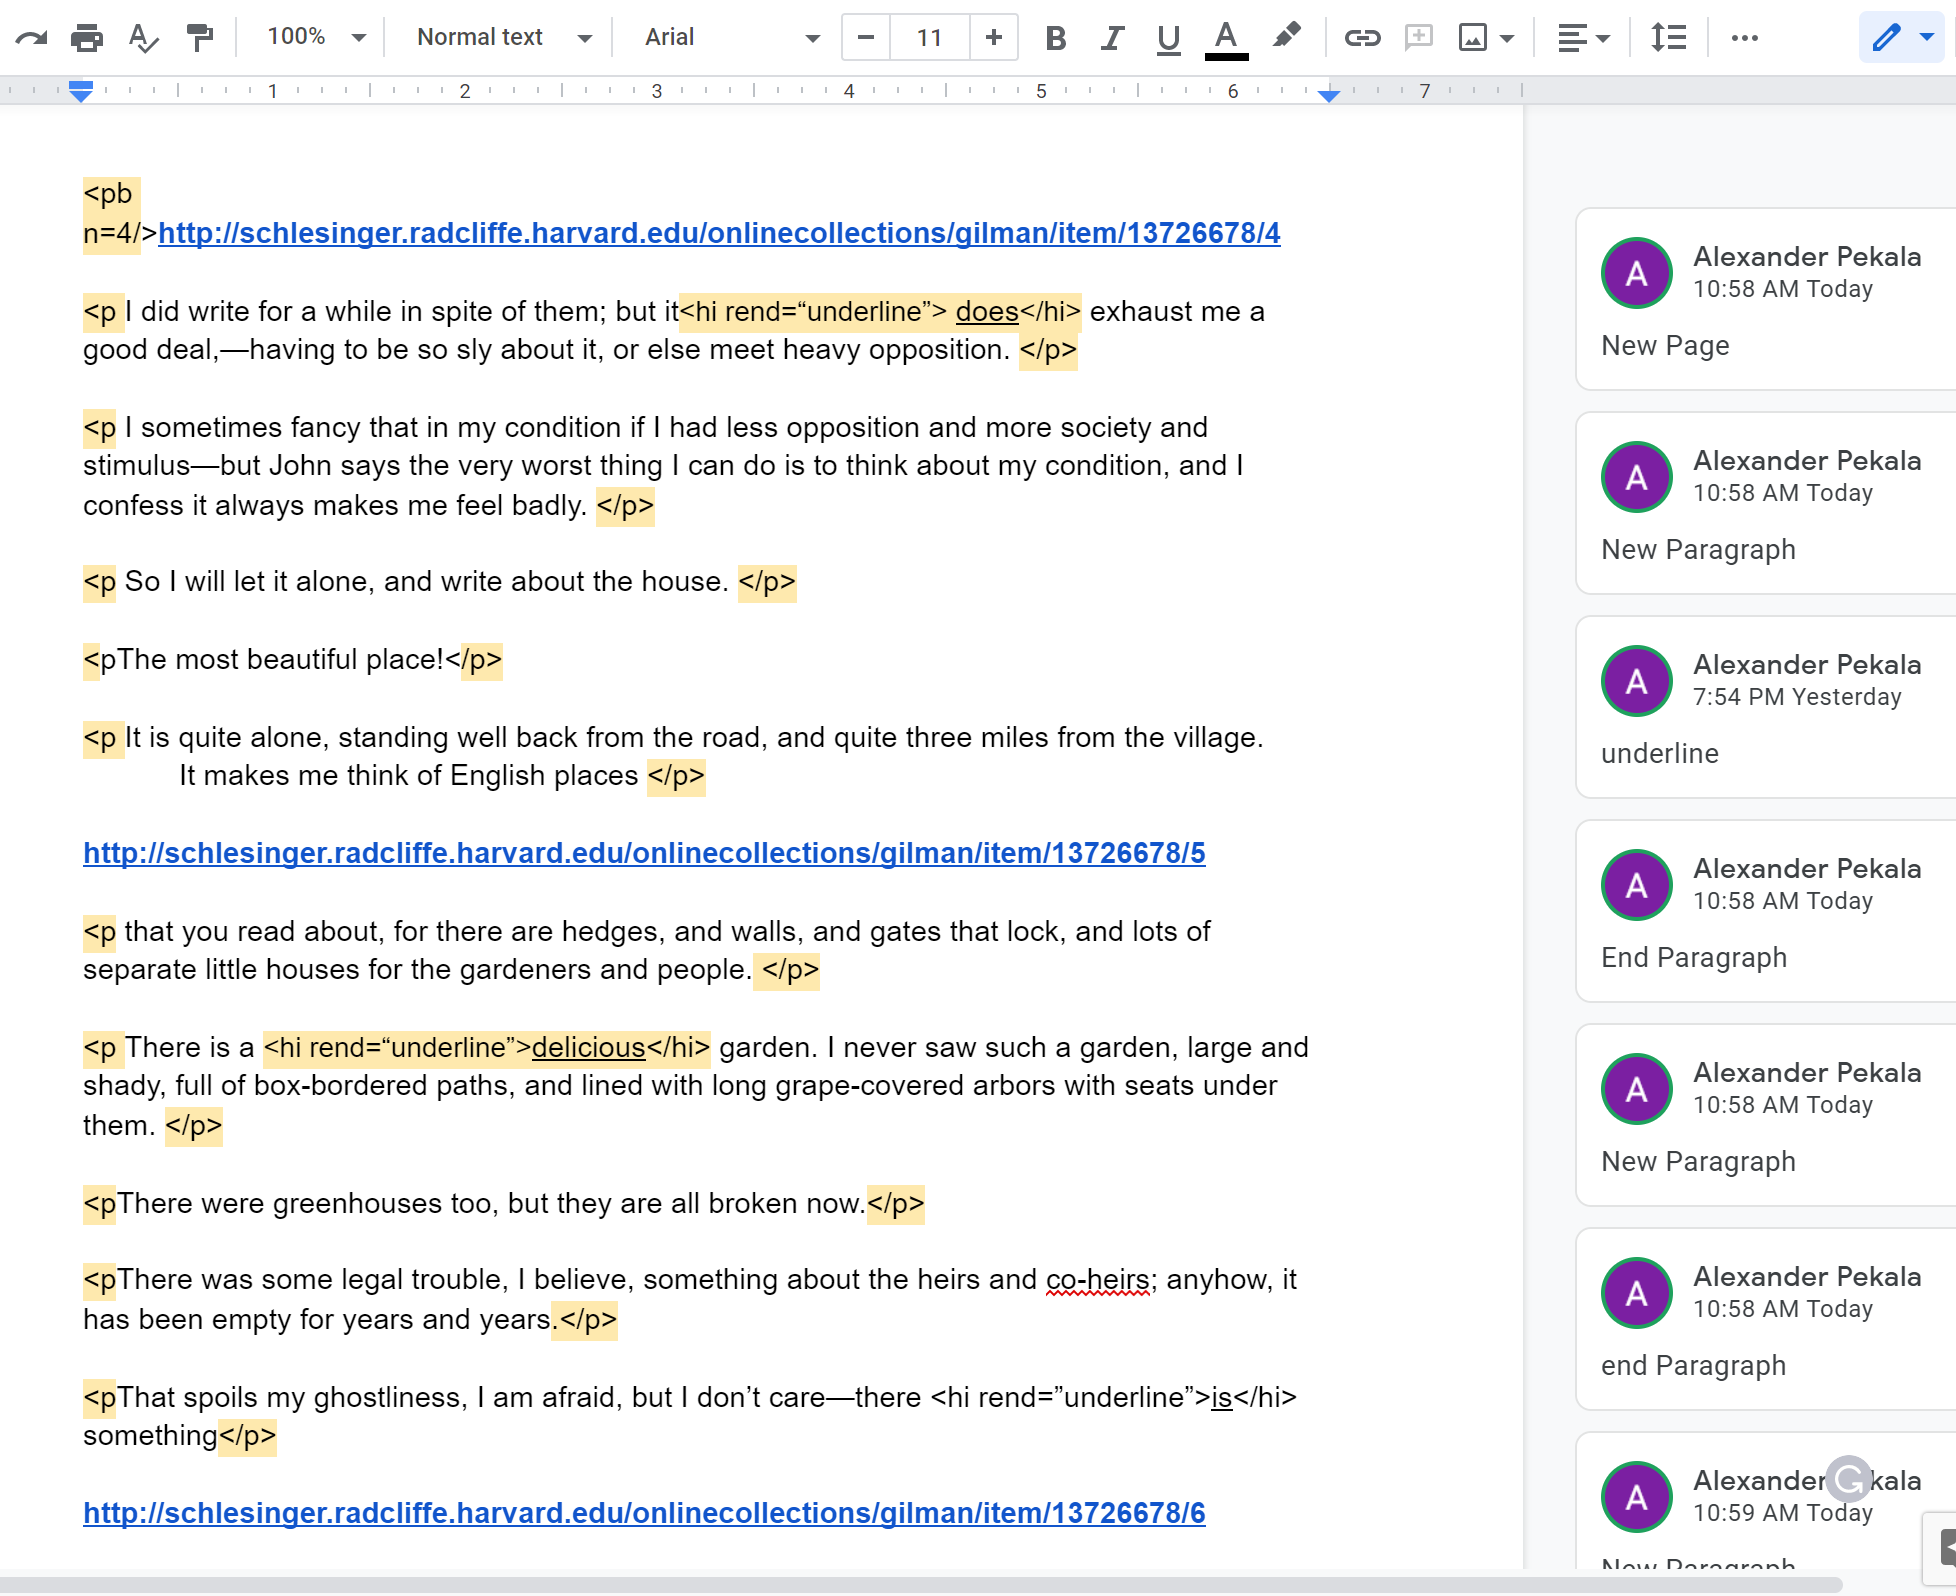 100% Normal text Arial 11 B I U A
1 2 3 4 5 6 7
<pb
n=4/>http://schlesinger.radcliffe.harvard.edu/onlinecollections/gilman/item/13726678/4
<p I did write for a while in spite of them; but it<hi rend=“underline”> does</hi> exhaust me a
good deal,—having to be so sly about it, or else meet heavy opposition. </p>
<p I sometimes fancy that in my condition if I had less opposition and more society and
stimulus—but John says the very worst thing I can do is to think about my condition, and I
confess it always makes me feel badly. </p>
<p So I will let it alone, and write about the house. </p>
<pThe most beautiful place!</p>
<p It is quite alone, standing well back from the road, and quite three miles from the village.
It makes me think of English places </p>
http://schlesinger.radcliffe.harvard.edu/onlinecollections/gilman/item/13726678/5
<p that you read about, for there are hedges, and walls, and gates that lock, and lots of
separate little houses for the gardeners and people. </p>
<p There is a <hi rend=“underline”>delicious</hi> garden. I never saw such a garden, large and
shady, full of box-bordered paths, and lined with long grape-covered arbors with seats under
them. </p>
<pThere were greenhouses too, but they are all broken now.</p>
<pThere was some legal trouble, I believe, something about the heirs and co-heirs; anyhow, it
has been empty for years and years.</p>
<pThat spoils my ghostliness, I am afraid, but I don’t care—there <hi rend=”underline”>is</hi>
something</p>
http://schlesinger.radcliffe.harvard.edu/onlinecollections/gilman/item/13726678/6
A Alexander Pekala
10:58 AM Today
New Page
A Alexander Pekala
10:58 AM Today
New Paragraph
A Alexander Pekala
7:54 PM Yesterday
underline
A Alexander Pekala
10:58 AM Today
End Paragraph
A Alexander Pekala
10:58 AM Today
New Paragraph
A Alexander Pekala
10:58 AM Today
end Paragraph
A Alexander kala
10:59 AM Today
New Paragraph